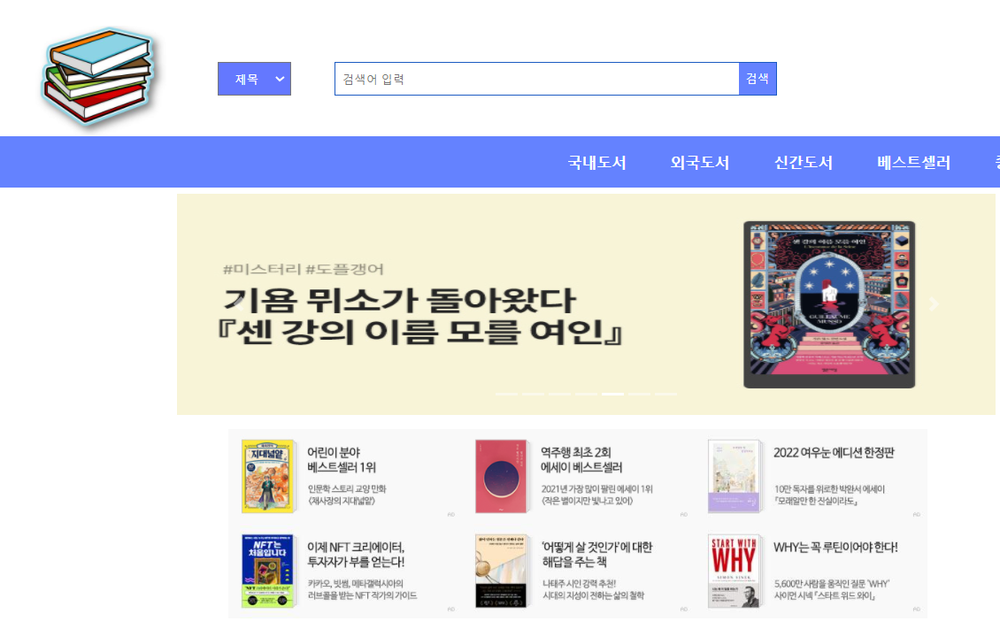 제목
검색어 입력
검색
국내도서 외국도서 신간도서 베스트셀러
#미스터리 #도플갱어
기욤 뮈소가 돌아왔다
『센 강의 이름 모를 여인』
센 강의 이름 모를 여인
GUILLAUME
MUSSO
지대넓얕
어린이 분야
베스트셀러 1위
인문학 스토리 교양 만화
<채사장의 지대넓얕>
AD
역주행 최초 2회
에세이 베스트셀러
2021년 가장 많이 팔린 에세이 1위
<작은 별이지만 빛나고 있어>
AD
2022 여우눈 에디션 한정판
10만 독자를 위로한 박완서 에세이
『모래알만 한 진실이라도』
AD
NFT는
처음입니다
이제 NFT 크리에이터,
투자자가 부를 얻는다!
카카오, 빗썸, 메타갤럭시아의
러브콜을 받는 NFT 작가의 가이드
AD
'어떻게 살 것인가'에 대한
해답을 주는 책
나태주 시인 강력 추천!
시대의 지성이 전하는 삶의 철학
AD
START WITH
WHY
SIMON SINEK
WHY는 꼭 루틴이어야 한다!
5,600만 사람을 움직인 질문 'WHY'
사이먼 시넥 『스타트 위드 와이』
AD